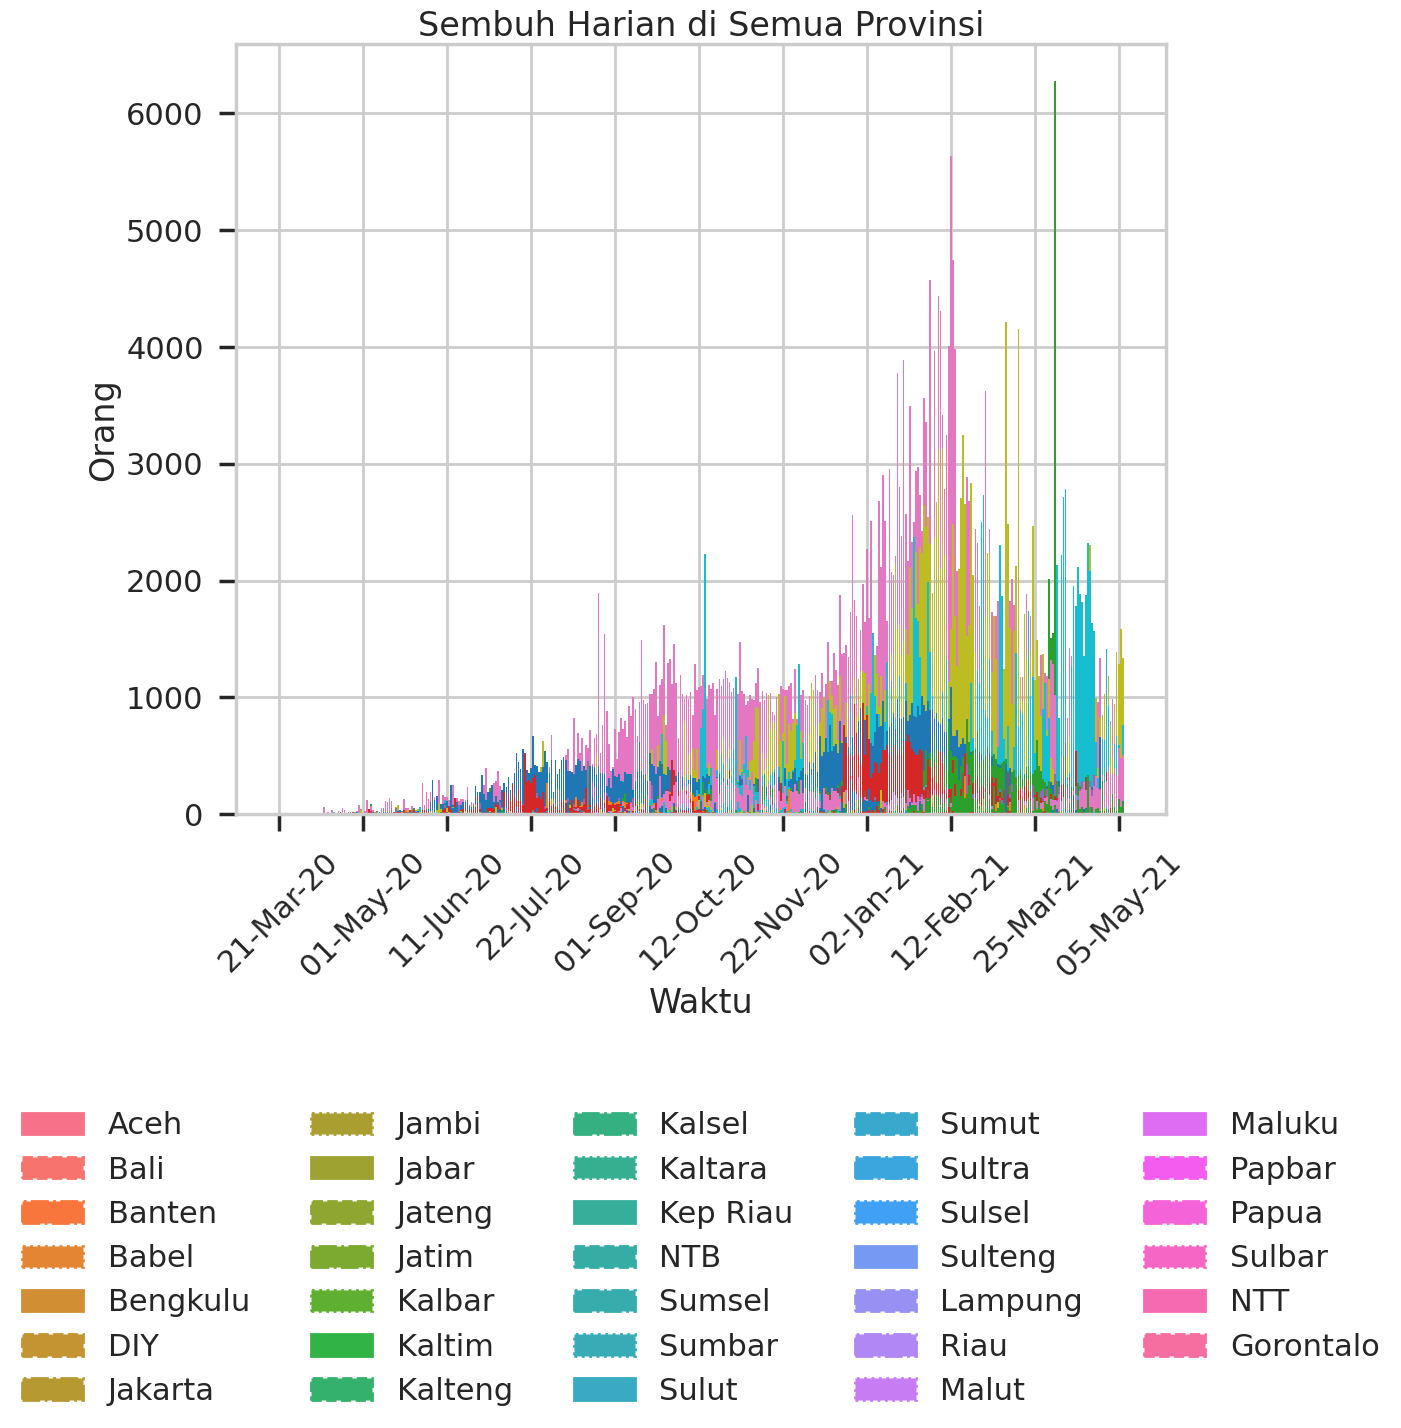 Sembuh Harian di Semua Provinsi
6000
5000
4000
3000
2000
1000
0
Orang
21-Mar-20
01-May-20
11-Jun-20
22-Jul-20
01-Sep-20
12-Oct-20
22-Nov-20
02-Jan-21
12-Feb-21
25-Mar-21
05-May-21
Waktu
Aceh
Bali
Banten
Babel
Bengkulu
DIY
Jakarta
Jambi
Jabar
Jateng
Jatim
Kalbar
Kaltim
Kalteng
Kalsel
Kaltara
Kep Riau
NTB
Sumsel
Sumbar
Sulut
Sumut
Sultra
Sulsel
Sulteng
Lampung
Riau
Malut
Maluku
Papbar
Papua
Sulbar
NTT
Gorontalo